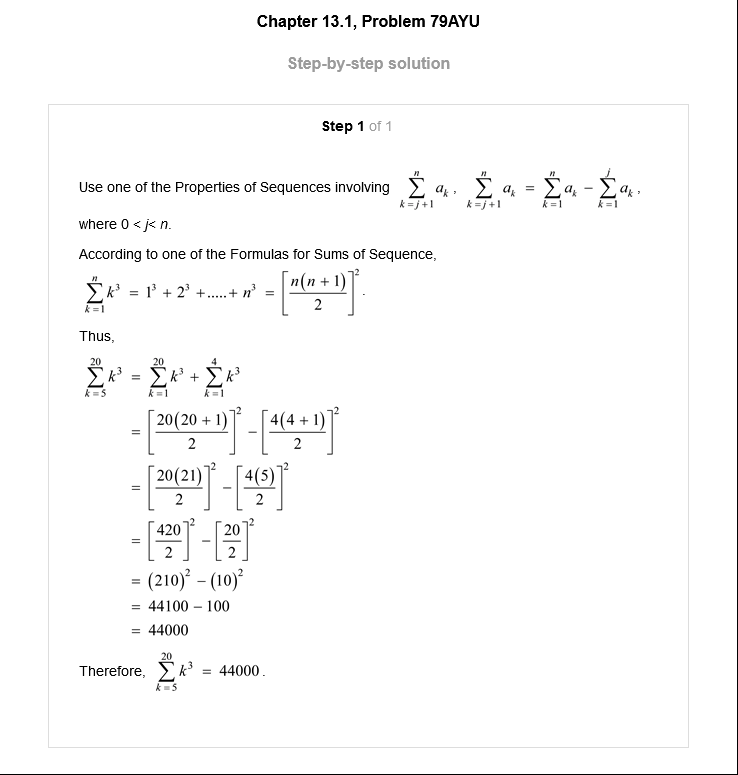 Chapter 13.1, Problem 79AYU
Step-by-step solution
Step 1 of 1
Use one of the Properties of Sequences involving \sum_{k=j+1}^{n} a_k , \sum_{k=j+1}^{n} a_k = \sum_{k=1}^{n} a_k - \sum_{k=1}^{j} a_k ,
where 0 < j< n.
According to one of the Formulas for Sums of Sequence,
\sum_{k=1}^{n} k^3 = 1^3 + 2^3 +.....+ n^3 = \left[\frac{n(n+1)}{2}\right]^2 .
Thus,
\sum_{k=5}^{20} k^3 = \sum_{k=1}^{20} k^3 + \sum_{k=1}^{4} k^3
= \left[\frac{20(20+1)}{2}\right]^2 - \left[\frac{4(4+1)}{2}\right]^2
= \left[\frac{20(21)}{2}\right]^2 - \left[\frac{4(5)}{2}\right]^2
= \left[\frac{420}{2}\right]^2 - \left[\frac{20}{2}\right]^2
= (210)^2 - (10)^2
= 44100 - 100
= 44000
Therefore, \sum_{k=5}^{20} k^3 = 44000 .